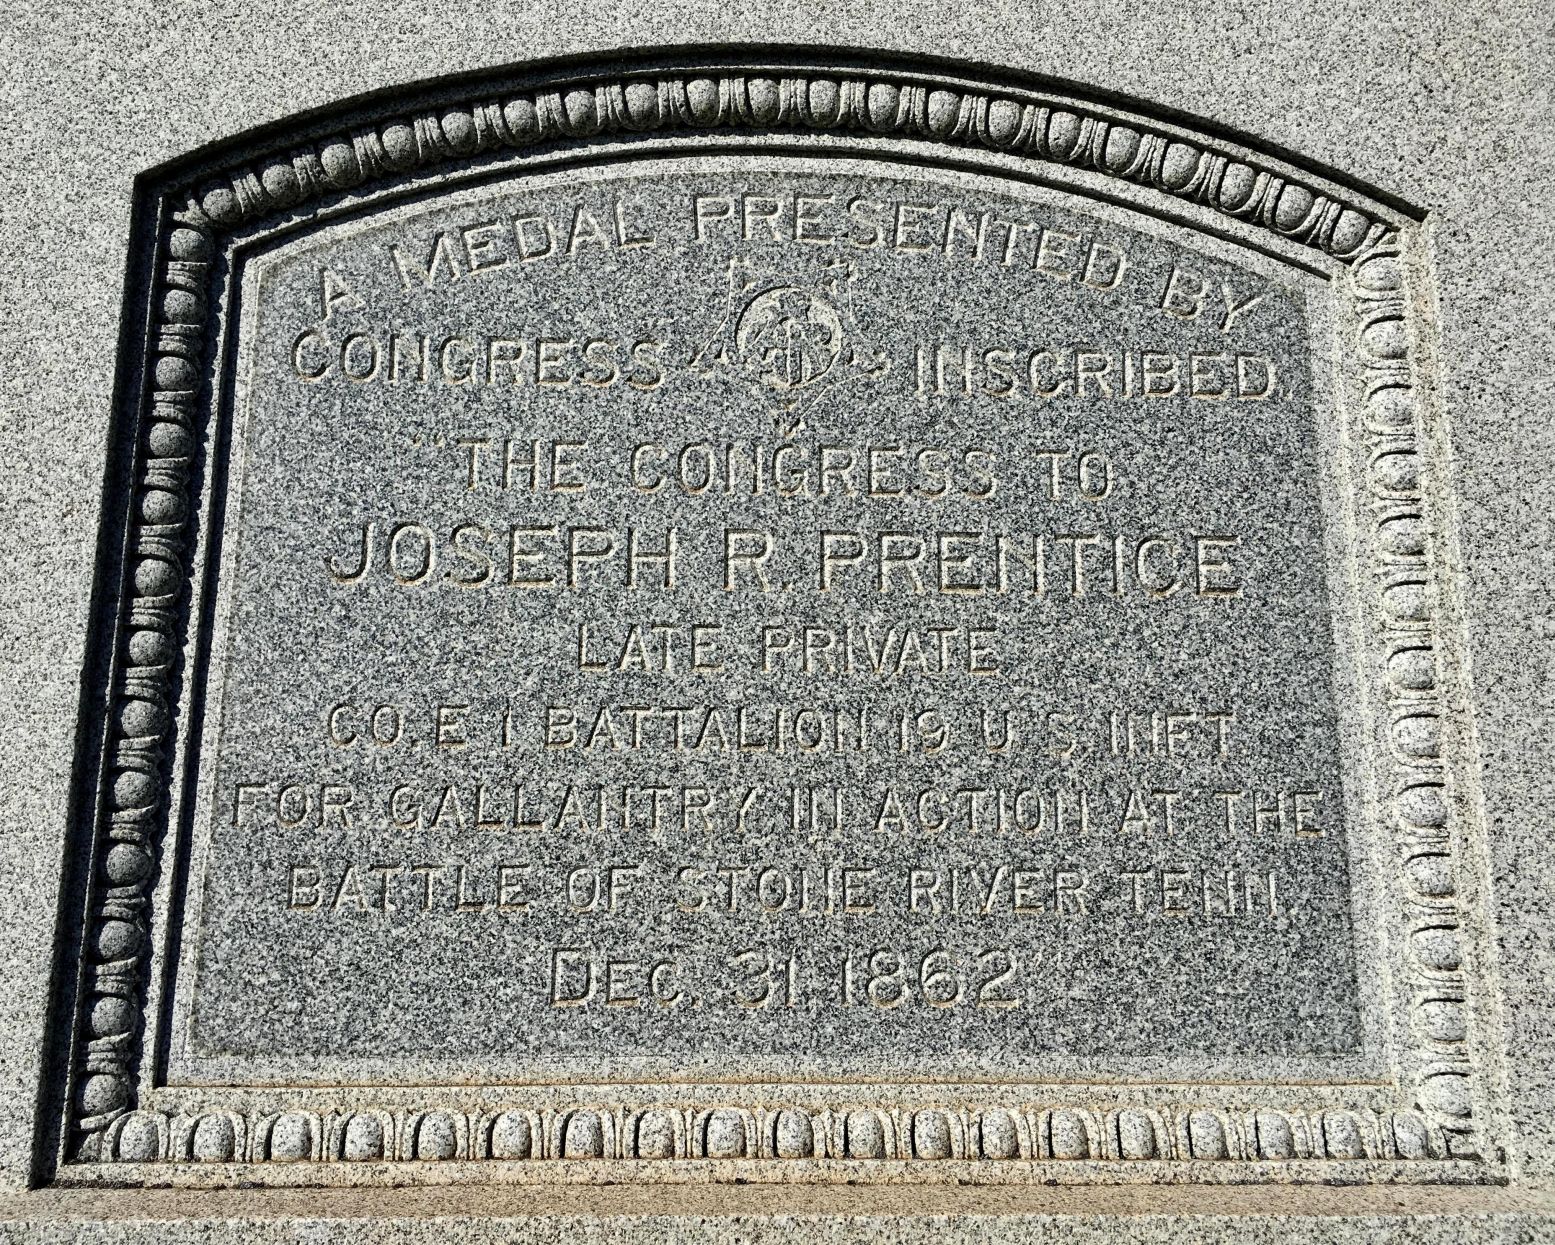 A MEDAL PRESENTED BY
CONGRESS INSCRIBED.
"THE CONGRESS TO
JOSEPH R. PRENTICE
LATE PRIVATE
CO. E 1 BATTALION 19 U S. INFT.
FOR GALLANTRY IN ACTION AT THE
BATTLE OF STONE RIVER TENN.
DEC. 31, 1862"